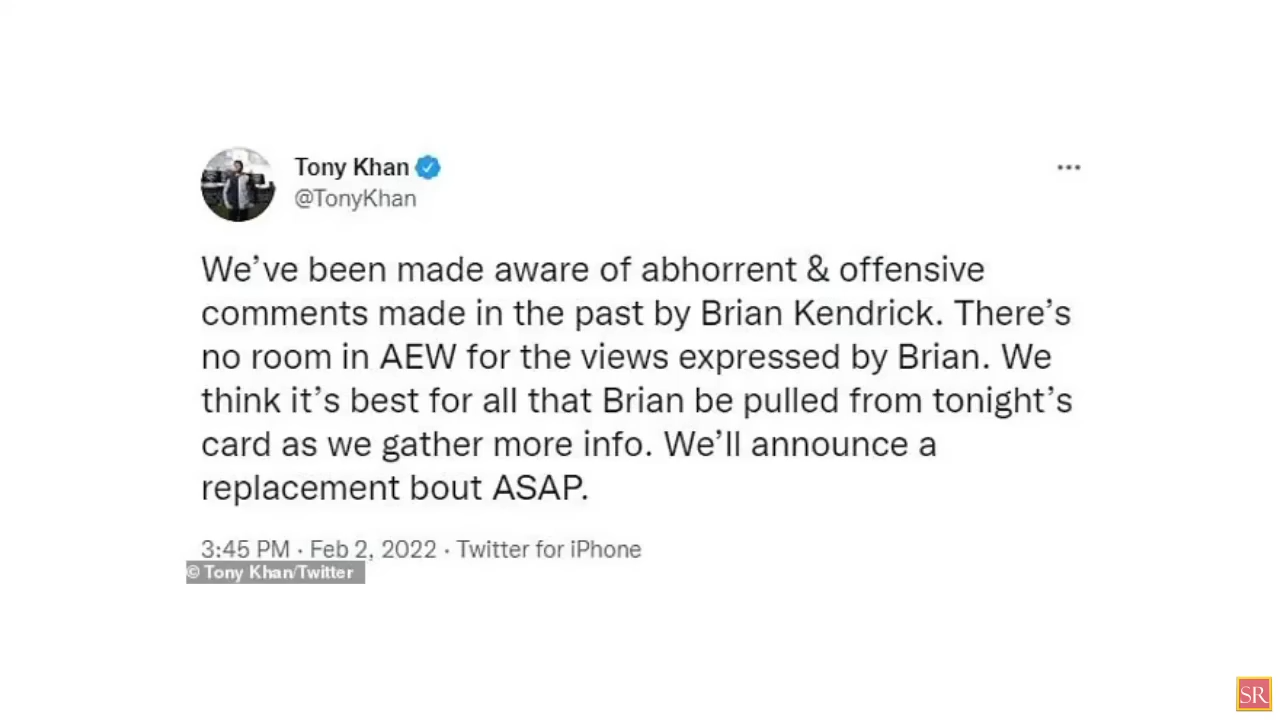 Tony Khan
@TonyKhan
We’ve been made aware of abhorrent & offensive
comments made in the past by Brian Kendrick. There’s
no room in AEW for the views expressed by Brian. We
think it’s best for all that Brian be pulled from tonight’s
card as we gather more info. We’ll announce a
replacement bout ASAP.
3:45 PM · Feb 2, 2022 · Twitter for iPhone
© Tony Khan/Twitter
SR